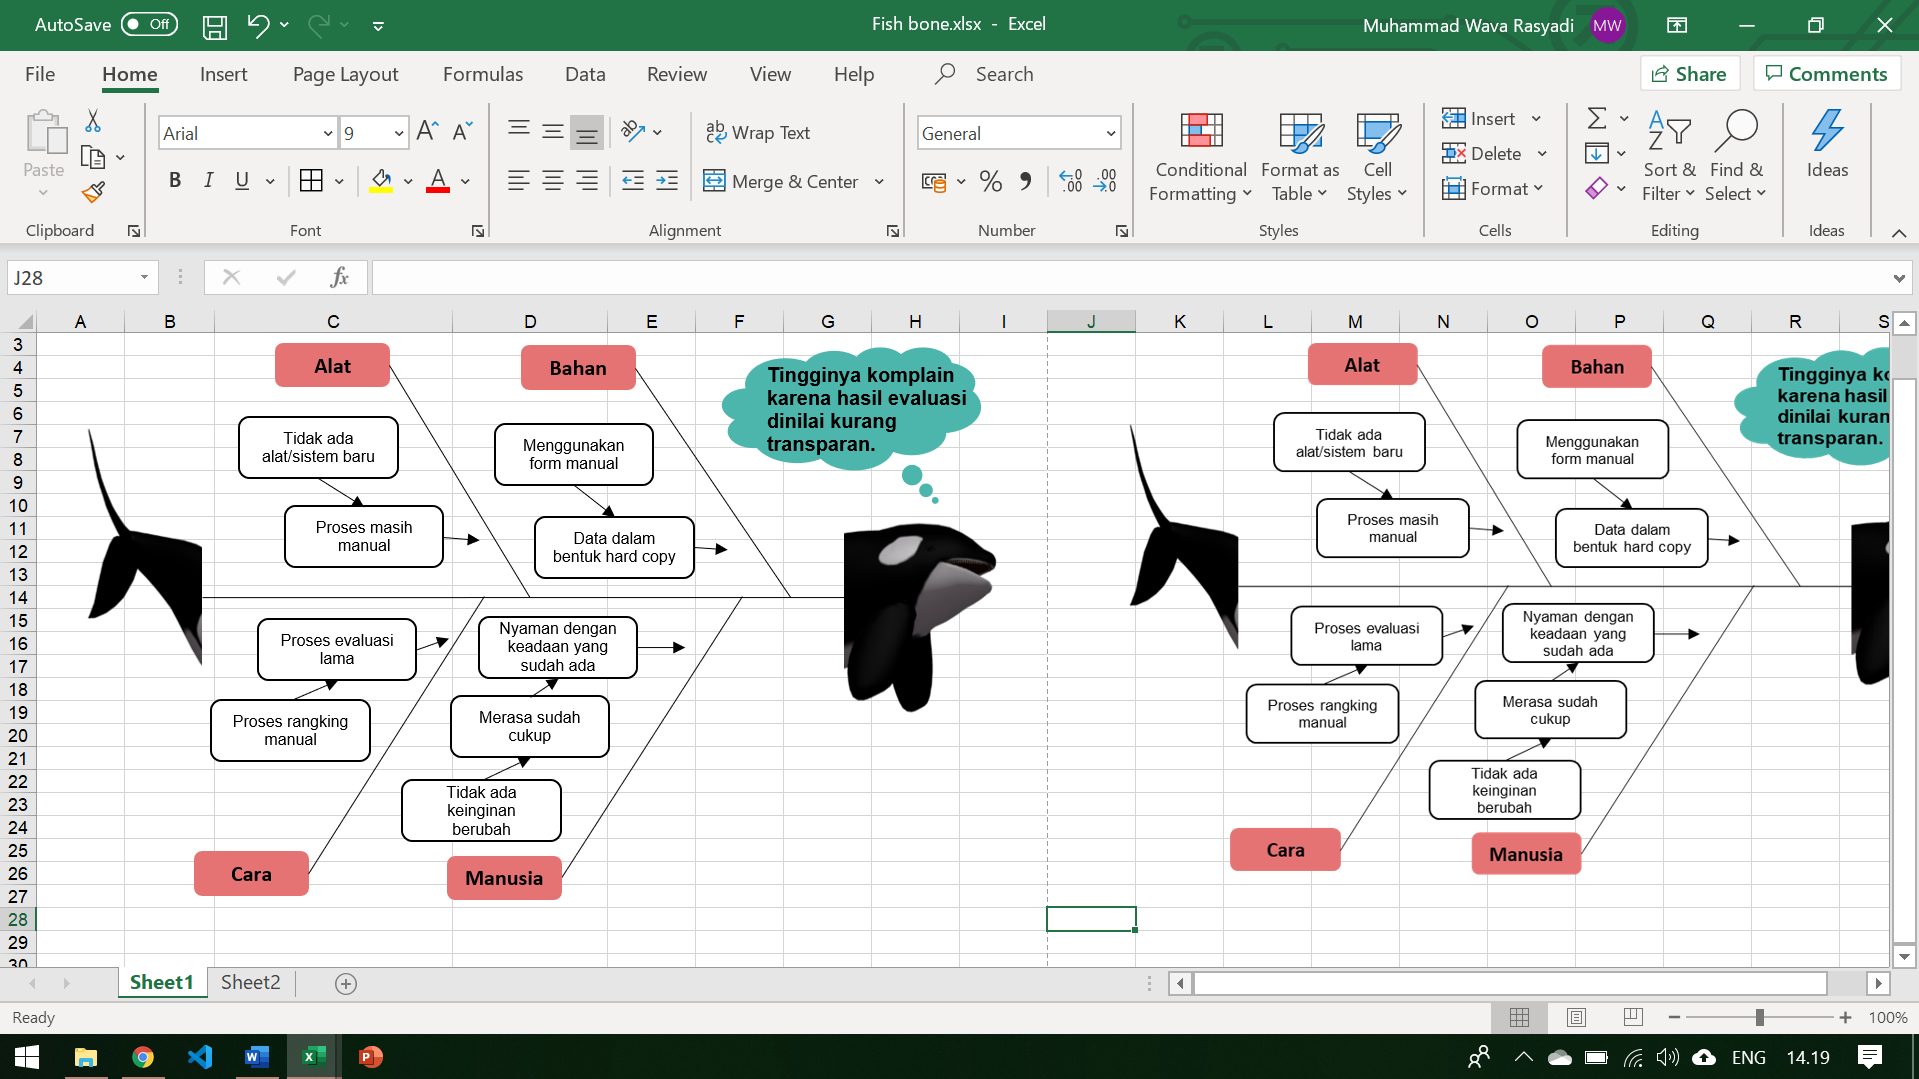 AutoSave Off
Fish bone.xlsx - Excel
Muhammad Wava Rasyadi MW
File Home Insert Page Layout Formulas Data Review View Help Search
Share Comments
Paste
Arial 9
B I U
Wrap Text
Merge & Center
General
Conditional Formatting
Format as Table
Cell Styles
Insert
Delete
Format
Sort & Filter
Find & Select
Ideas
Clipboard Font Alignment Number Styles Cells Editing Ideas
J28
fx
A B C D E F G H I J K L M N O P Q R S
3
4
5
6
7
8
9
10
11
12
13
14
15
16
17
18
19
20
21
22
23
24
25
26
27
28
29
30
Alat
Bahan
Tingginya komplain
karena hasil evaluasi
dinilai kurang
transparan.
Tidak ada
alat/sistem baru
Menggunakan
form manual
Proses masih
manual
Data dalam
bentuk hard copy
Proses evaluasi
lama
Nyaman dengan
keadaan yang
sudah ada
Proses rangking
manual
Merasa sudah
cukup
Tidak ada
keinginan
berubah
Cara
Manusia
Alat
Bahan
Tingginya
karena hasil
dinilai
transparan.
Tidak ada
alat/sistem baru
Menggunakan
form manual
Proses masih
manual
Data dalam
bentuk hard copy
Proses evaluasi
lama
Nyaman dengan
keadaan yang
sudah ada
Proses rangking
manual
Merasa sudah
cukup
Tidak ada
keinginan
berubah
Cara
Manusia
Sheet1 Sheet2
Ready
100%
ENG 14.19